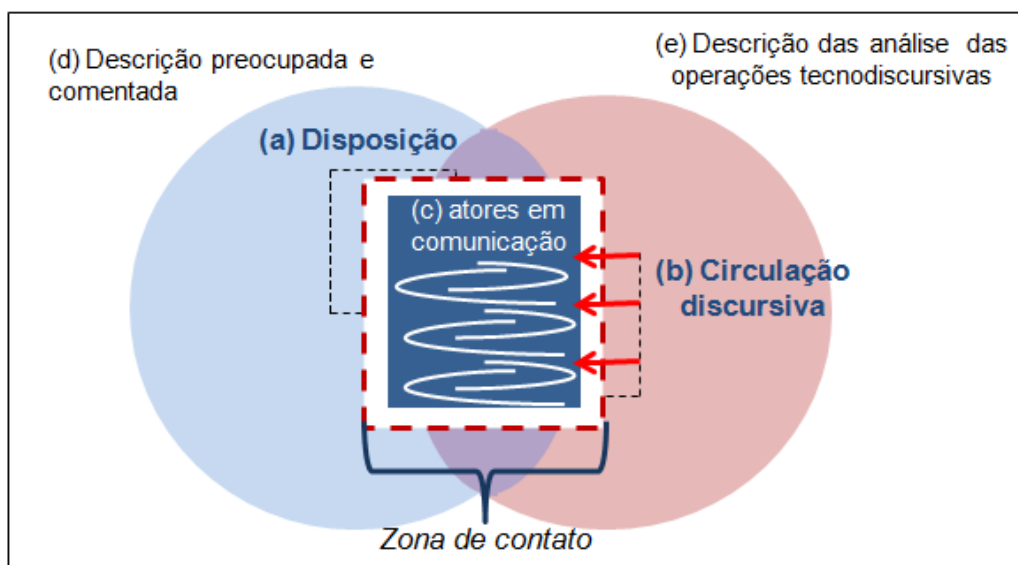 (d) Descrição preocupada e
comentada
(e) Descrição das análise das
operações tecnodiscursivas
(a) Disposição
(c) atores em
comunicação
(b) Circulação
discursiva
Zona de contato